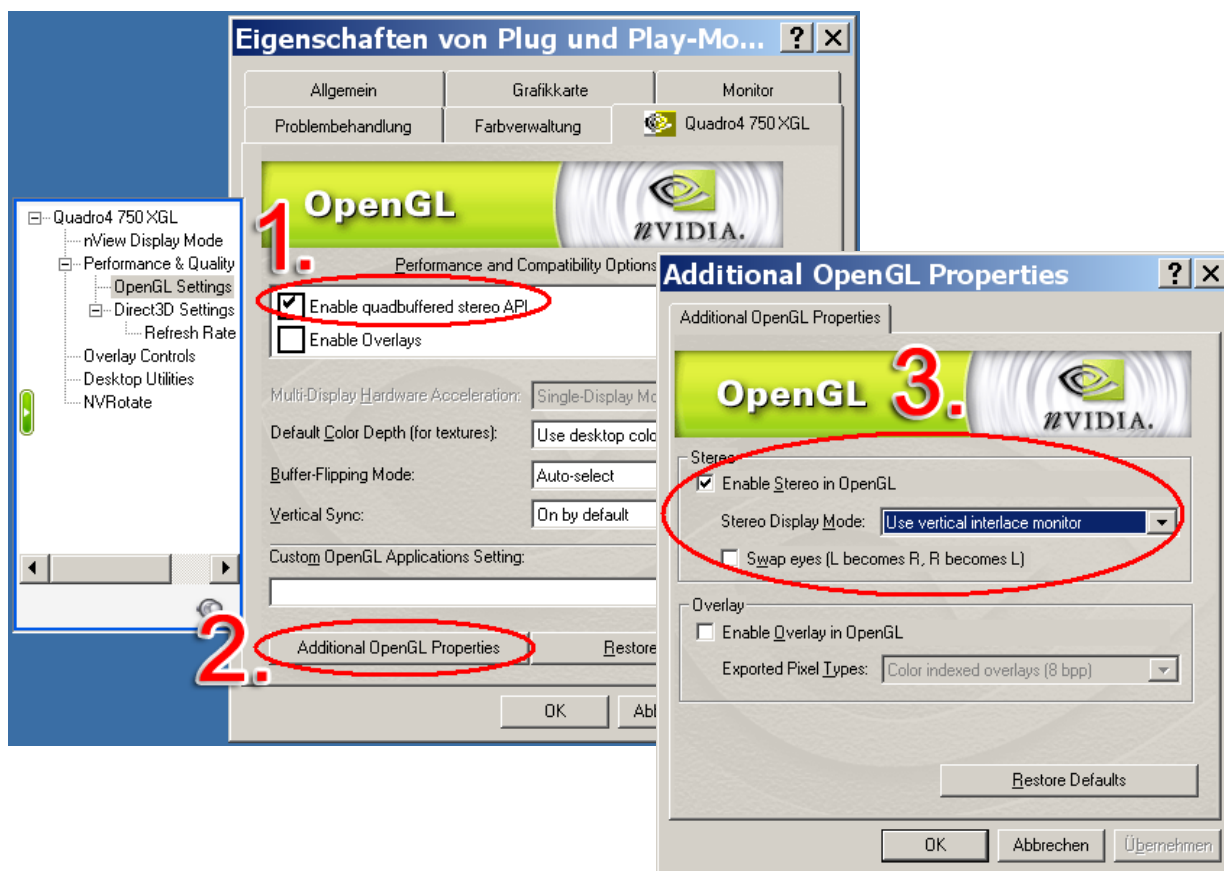 Eigenschaften von Plug und Play-Mo...
Allgemein
Grafikkarte
Monitor
Problembehandlung
Farbverwaltung
Quadro4 750 XGL
OpenGL
nVIDIA.
1.
Performance and Compatibility Options
Enable quadbuffered stereo API
Enable Overlays
Multi-Display Hardware Acceleration:
Single-Display Mo
Default Color Depth (for textures):
Use desktop colo
Buffer-Flipping Mode:
Auto-select
Vertical Sync:
On by default
Custom OpenGL Applications Setting:
2.
Additional OpenGL Properties
Restore
OK
Abl
Quadro4 750 XGL
nView Display Mode
Performance & Quality
OpenGL Settings
Direct3D Settings
Refresh Rate
Overlay Controls
Desktop Utilities
NVRotate
Additional OpenGL Properties
Additional OpenGL Properties
OpenGL
3.
nVIDIA.
Stereo
Enable Stereo in OpenGL
Stereo Display Mode:
Use vertical interlace monitor
Swap eyes (L becomes R, R becomes L)
Overlay
Enable Overlay in OpenGL
Exported Pixel Types:
Color indexed overlays (8 bpp)
Restore Defaults
OK
Abbrechen
Übernehmen